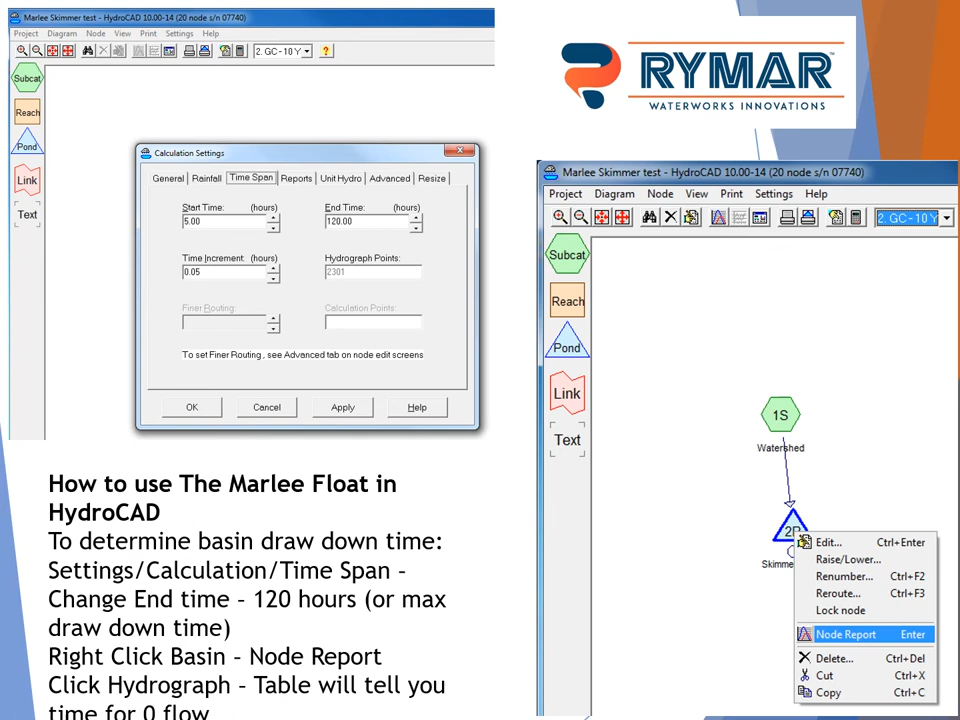 Marlee Skimmer test - HydroCAD 10.00-14 (20 node s/n 07740)
Project Diagram Node View Print Settings Help
2. GC - 10 Y
?
Subcat
Reach
Pond
Link
Text
Calculation Settings
General Rainfall Time Span Reports Unit Hydro Advanced Resize
Start Time: (hours) End Time: (hours)
5.00 120.00
Time Increment: (hours) Hydrograph Points:
0.05 2301
Finer Routing: Calculation Points:
To set Finer Routing, see Advanced tab on node edit screens
OK Cancel Apply Help
How to use The Marlee Float in
HydroCAD
To determine basin draw down time:
Settings/Calculation/Time Span –
Change End time – 120 hours (or max
draw down time)
Right Click Basin – Node Report
Click Hydrograph – Table will tell you
time for 0 flow
RYMAR™
WATERWORKS INNOVATIONS
Marlee Skimmer test - HydroCAD 10.00-14 (20 node s/n 07740)
Project Diagram Node View Print Settings Help
2. GC - 10 Y
Subcat
Reach
Pond
Link
Text
1S
Watershed
2P
Skimme
Edit... Ctrl+Enter
Raise/Lower...
Renumber... Ctrl+F2
Reroute... Ctrl+F3
Lock node
Node Report Enter
Delete... Ctrl+Del
Cut Ctrl+X
Copy Ctrl+C